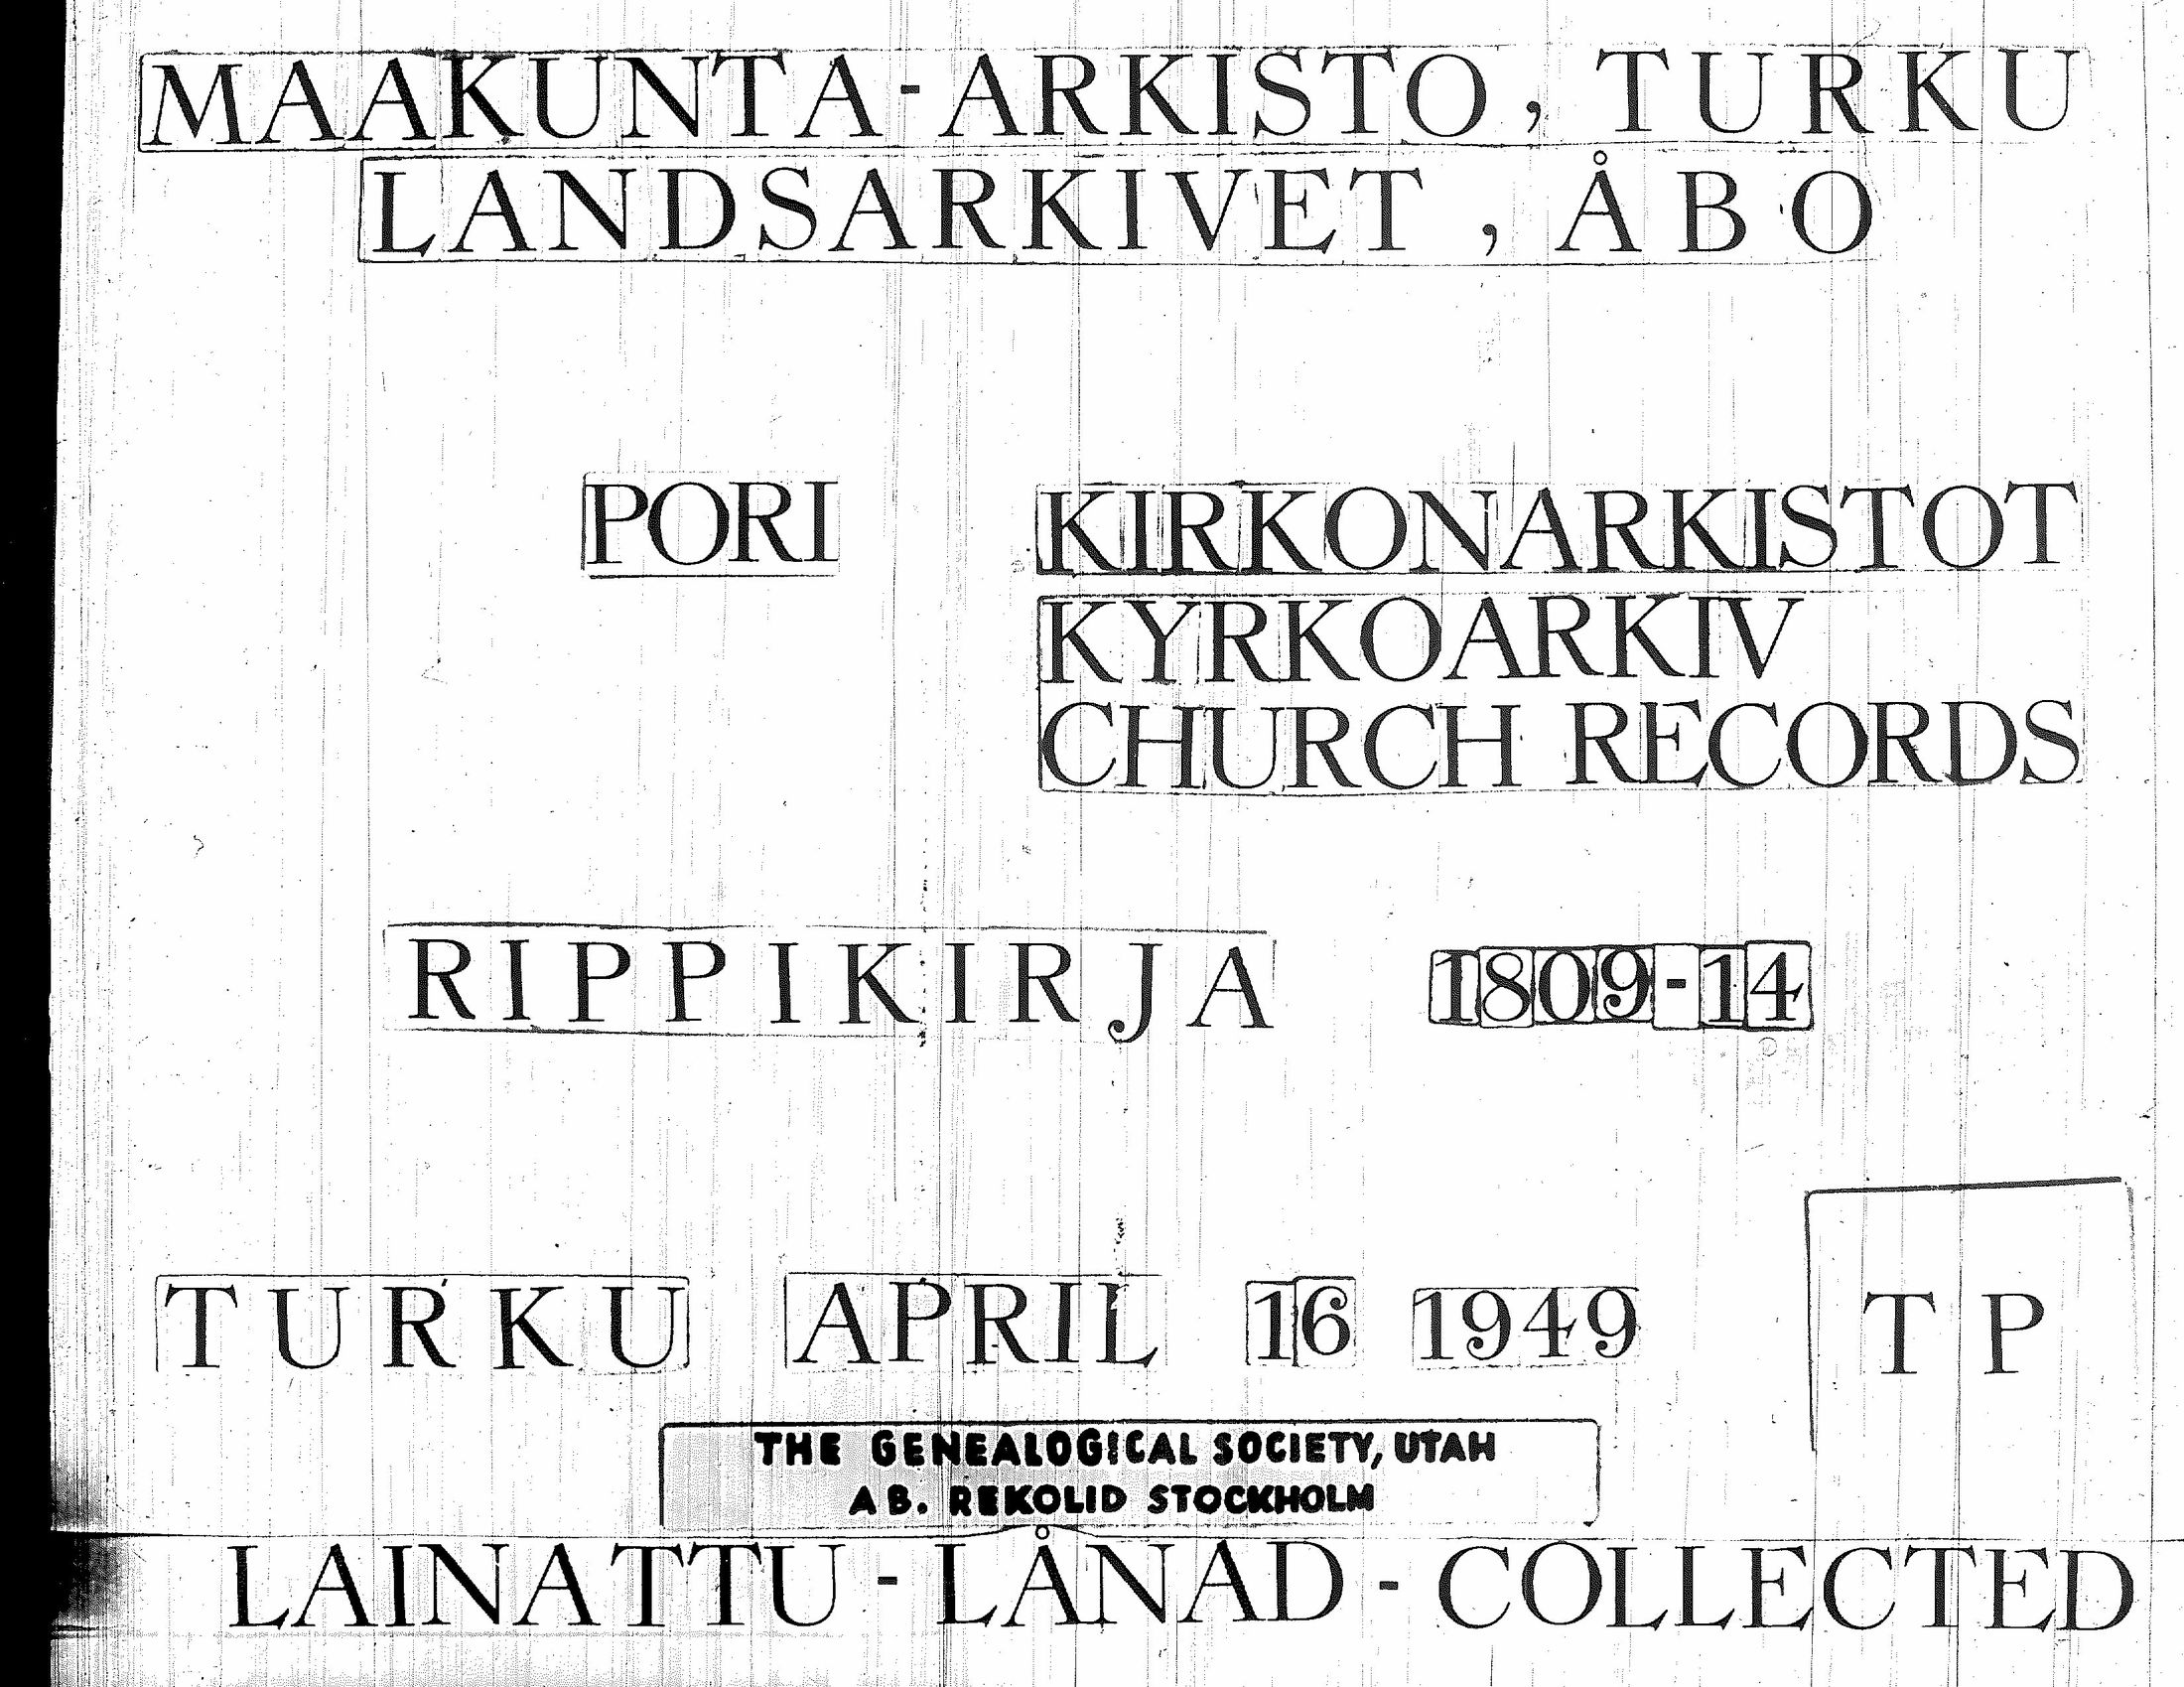 MAAKUNTA-ARKISTO, TURKU
LANDSARKIVET, ÅBO
PORI KIRKONARKISTOT
KYRKOARKIV
CHURCH RECORDS
RIPPIKIRJA 1809-14
TURKU APRIL 16 1949 TP
THE GENEALOGICAL SOCIETY, UTAH
AB. REKOLID STOCKHOLM
LAINATTU - LÅNAD - COLLECTED